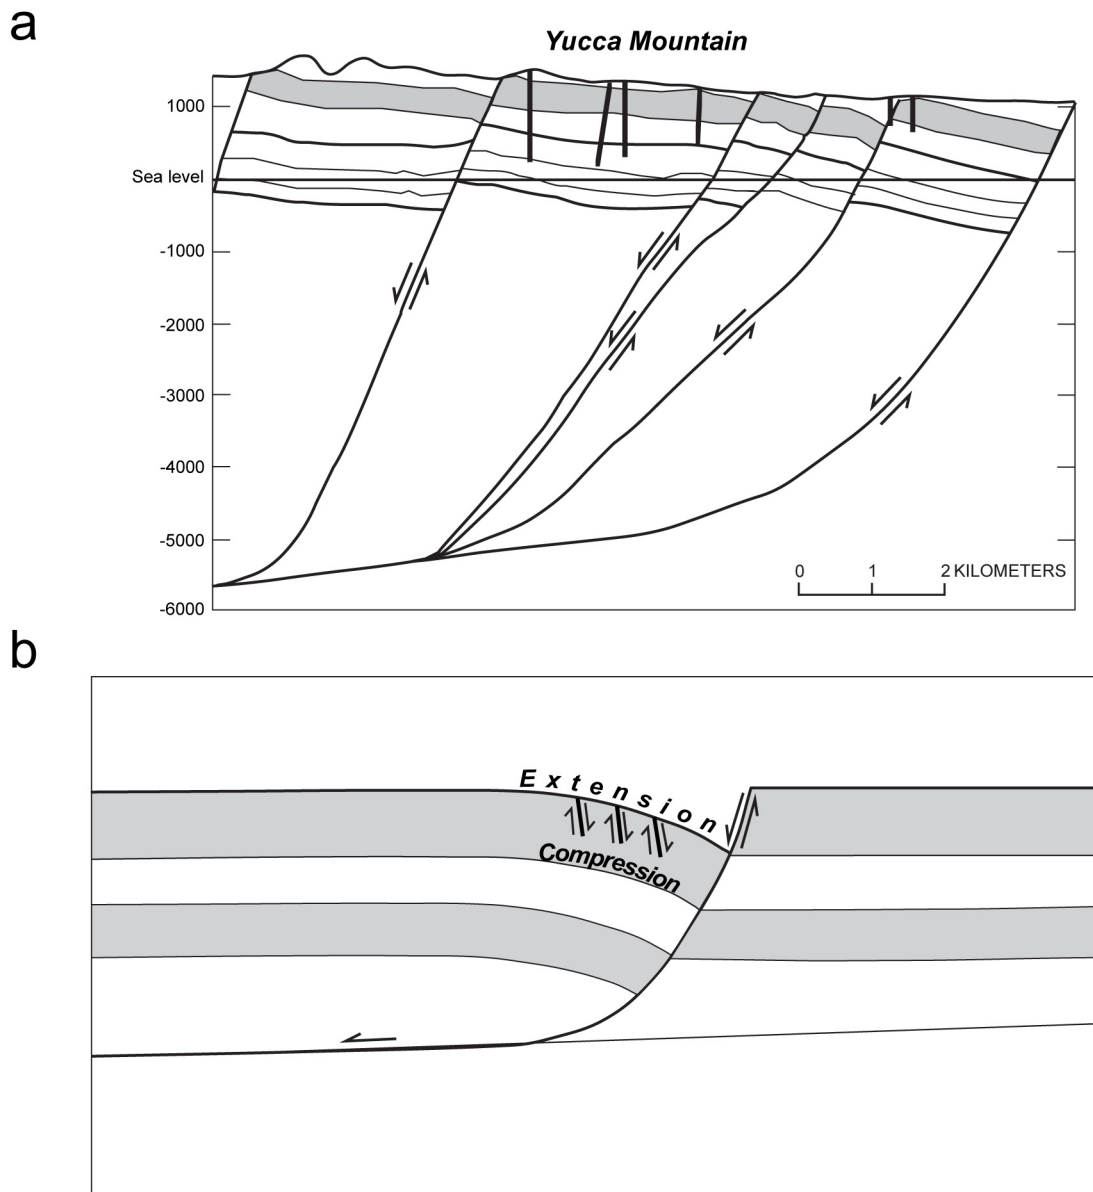 a
Yucca Mountain
1000
Sea level
-1000
-2000
-3000
-4000
-5000
-6000
0 1 2 KILOMETERS
b
Extension
Compression